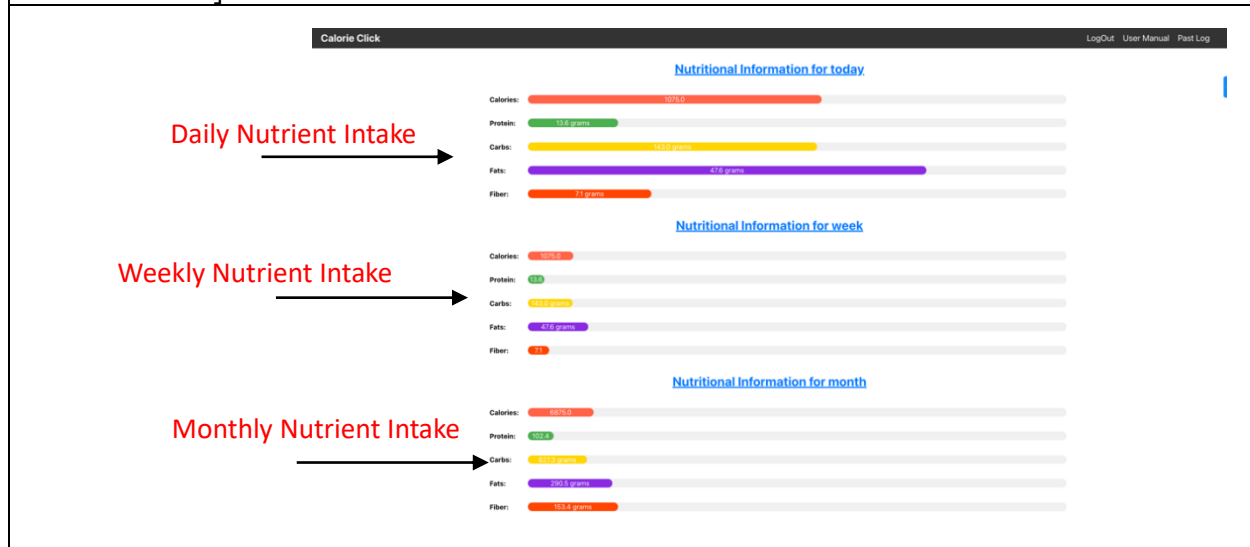 ]
Calorie Click LogOut User Manual Past Log
Nutritional Information for today
Calories: 1075.0
Protein: 13.6 grams
Daily Nutrient Intake
Carbs: 143.0 grams
Fats: 47.6 grams
Fiber: 7.1 grams
Nutritional Information for week
Calories: 1075.0
Weekly Nutrient Intake
Protein: 13.6
Carbs: 143.0 grams
Fats: 47.6 grams
Fiber: 7.1
Nutritional Information for month
Calories: 6875.0
Monthly Nutrient Intake
Protein: 102.4
Carbs: grams
Fats: 290.5 grams
Fiber: 153.4 grams